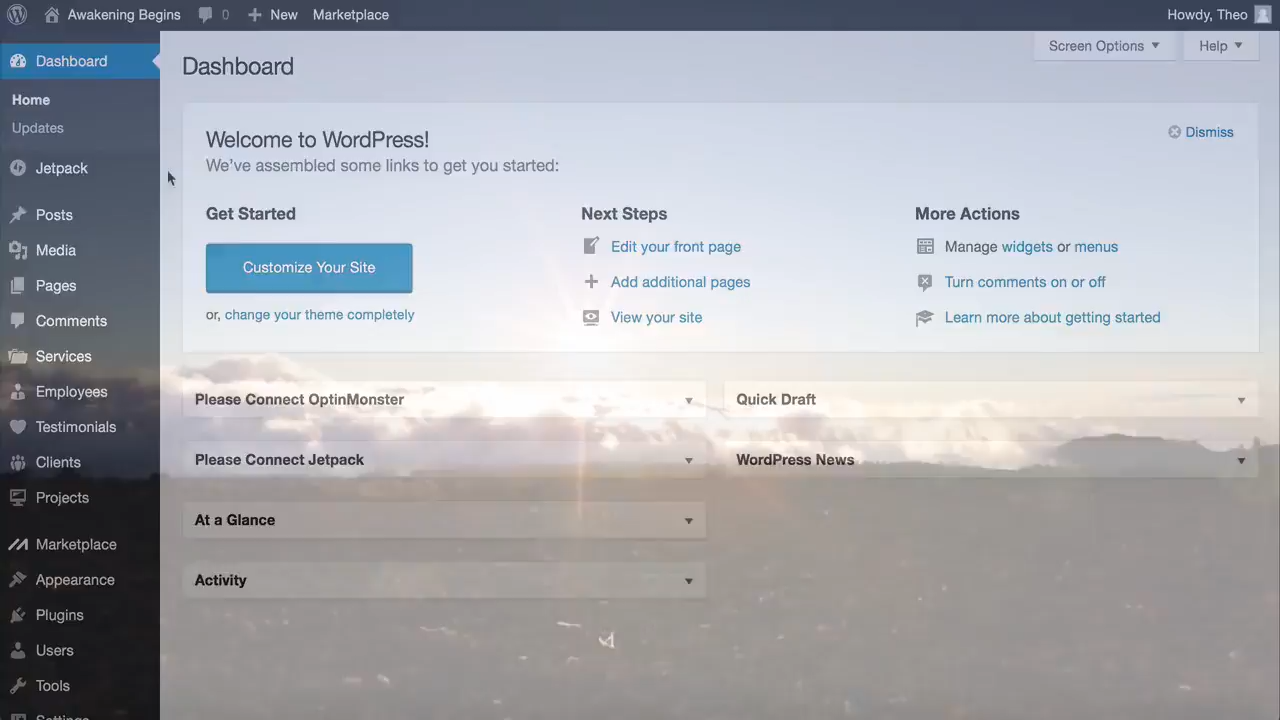 Awakening Begins
0
New
Marketplace
Howdy, Theo
Dashboard
Home
Updates
Jetpack
Posts
Media
Pages
Comments
Services
Employees
Testimonials
Clients
Projects
Marketplace
Appearance
Plugins
Users
Tools
Settings
Screen Options
Help
Dashboard
Welcome to WordPress!
We've assembled some links to get you started:
Dismiss
Get Started
Customize Your Site
or, change your theme completely
Next Steps
Edit your front page
Add additional pages
View your site
More Actions
Manage widgets or menus
Turn comments on or off
Learn more about getting started
Please Connect OptinMonster
Please Connect Jetpack
At a Glance
Activity
Quick Draft
WordPress News